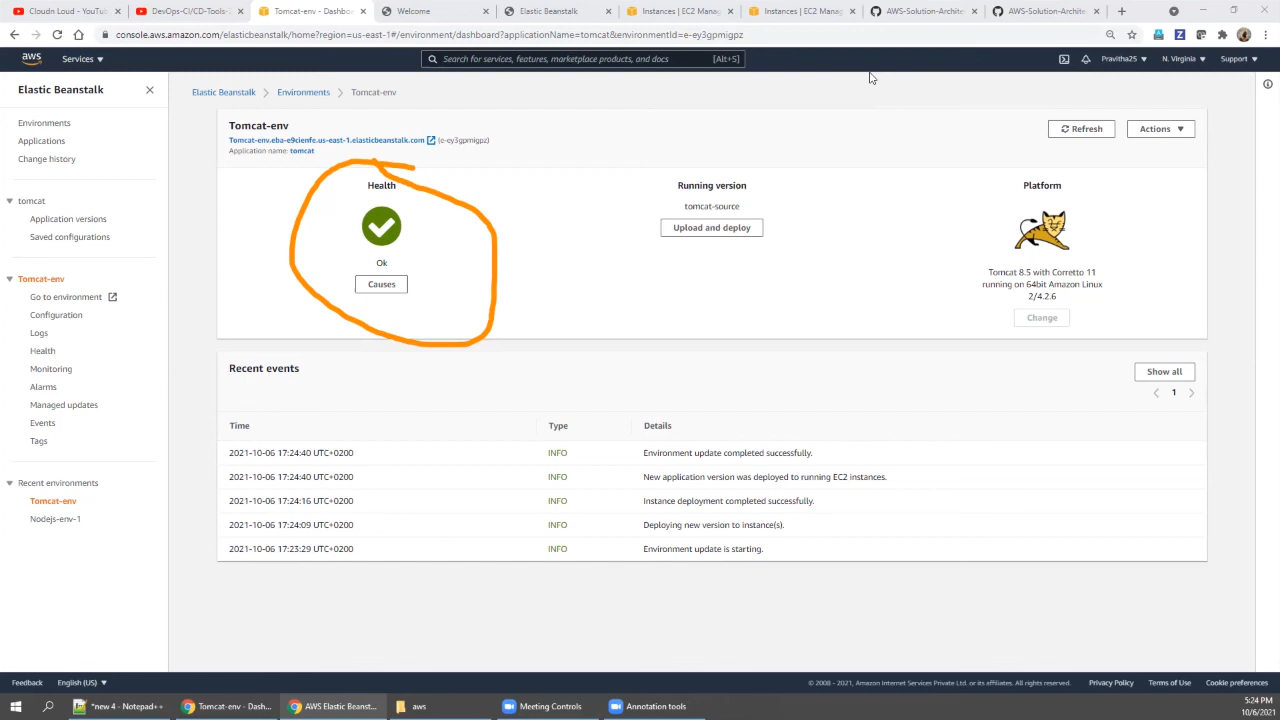 Cloudn Loud - YouTu
DevOps-CI/CD-Tools-
Tomcat-env - Dashbo
Welcome
Elastic Beanstalk
Instances | EC2 Manag
Instances | EC2 Manag
AWS-Solution-Archite
AWS-Solution-Archite
console.aws.amazon.com/elasticbeanstalk/home?region=us-east-1#/environment/dashboard?applicationName=tomcat&environmentId=e-ey3gpmigpz
aws
Services
Search for services, features, marketplace products, and docs
[Alt+S]
Pravitha25
N. Virginia
Support
Elastic Beanstalk
Environments
Applications
Change history
tomcat
Application versions
Saved configurations
Tomcat-env
Go to environment
Configuration
Logs
Health
Monitoring
Alarms
Managed updates
Events
Tags
Recent environments
Tomcat-env
Nodejs-env-1
Elastic Beanstalk > Environments > Tomcat-env
Tomcat-env
Tomcat-env.eba-e9cienfe.us-east-1.elasticbeanstalk.com (e-ey3gpmigpz)
Application name: tomcat
Refresh
Actions
Health
Ok
Causes
Running version
tomcat-source
Upload and deploy
Platform
Tomcat 8.5 with Corretto 11
running on 64bit Amazon Linux
2/4.2.6
Change
Recent events
Show all
1
Time Type Details
2021-10-06 17:24:40 UTC+0200 INFO Environment update completed successfully.
2021-10-06 17:24:40 UTC+0200 INFO New application version was deployed to running EC2 instances.
2021-10-06 17:24:16 UTC+0200 INFO Instance deployment completed successfully.
2021-10-06 17:24:09 UTC+0200 INFO Deploying new version to instance(s).
2021-10-06 17:23:29 UTC+0200 INFO Environment update is starting.
Feedback
English (US)
© 2008 - 2021, Amazon Internet Services Private Ltd. or its affiliates. All rights reserved.
Privacy Policy
Terms of Use
Cookie preferences
*new 4 - Notepad++
Tomcat-env - Dash...
AWS Elastic Beanst...
aws
Meeting Controls
Annotation tools
5:24 PM
10/6/2021